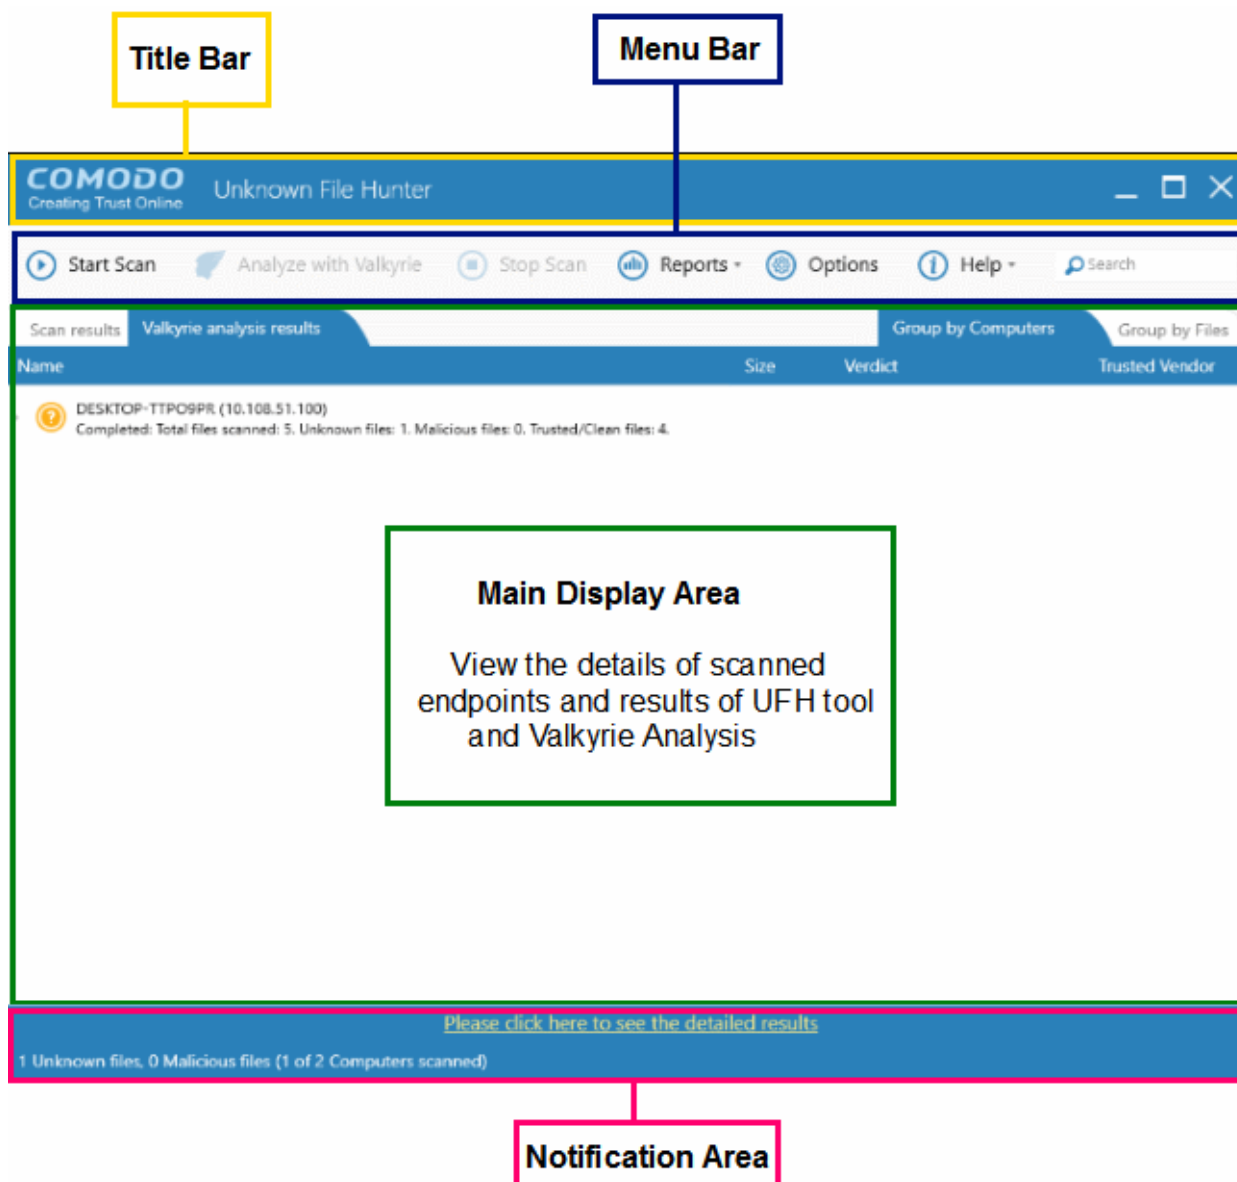 Title Bar
Menu Bar
COMODO
Creating Trust Online
Unknown File Hunter
Start Scan Analyze with Valkyrie Stop Scan Reports Options Help Search
Scan results Valkyrie analysis results Group by Computers Group by Files
Name Size Verdict Trusted Vendor
DESKTOP-TTPO9PR (10.108.51.100)
Completed: Total files scanned: 5. Unknown files: 1. Malicious files: 0. Trusted/Clean files: 4.
Main Display Area
View the details of scanned
endpoints and results of UFH tool
and Valkyrie Analysis
Please click here to see the detailed results
1 Unknown files, 0 Malicious files (1 of 2 Computers scanned)
Notification Area